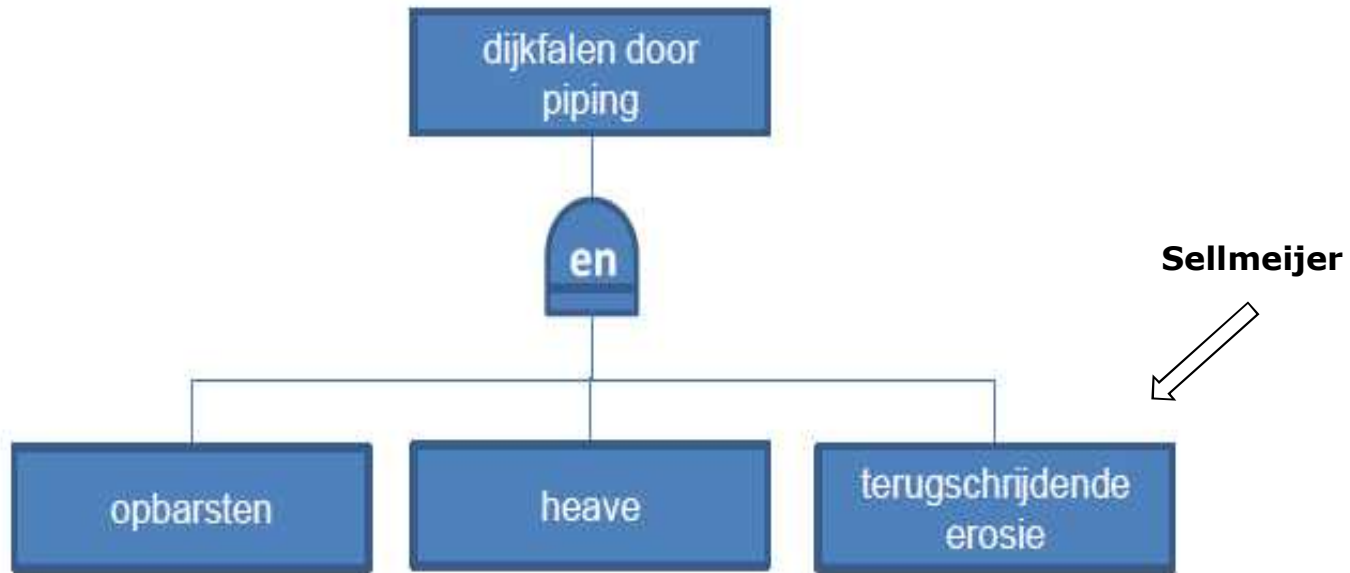 dijkfalen door
piping
en
Sellmeijer
opbarsten
heave
terugschrijdende
erosie